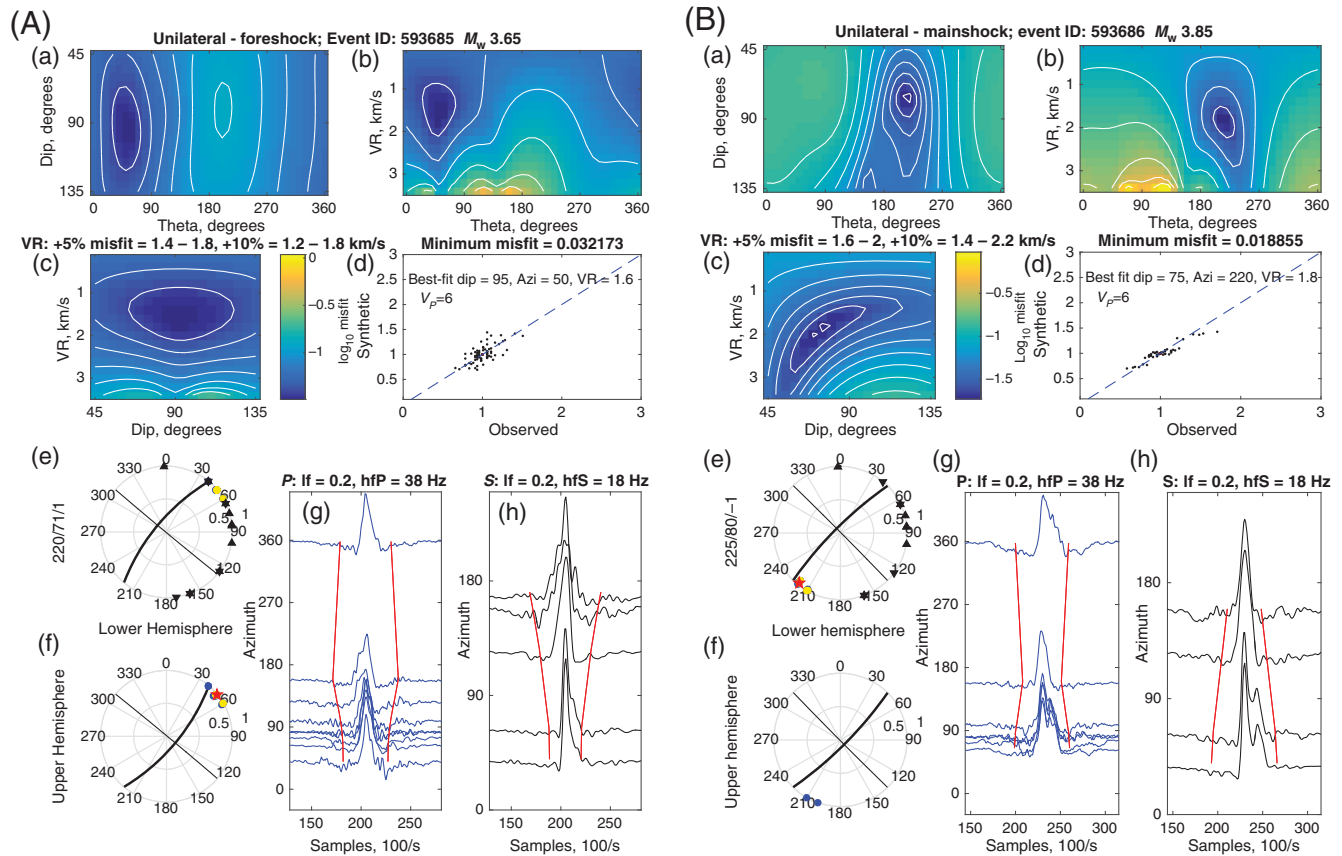 (A)
Unilateral - foreshock; Event ID: 593685 Mw 3.65
(a)
Dip, degrees
45
90
135
0 90 180 270 360
Theta, degrees
(b)
VR, km/s
1
2
3
0 90 180 270 360
Theta, degrees
VR: +5% misfit = 1.4 – 1.8, +10% = 1.2 – 1.8 km/s
(c)
VR, km/s
1
2
3
45 90 135
Dip, degrees
0
−0.5
−1
log10 misfit
Minimum misfit = 0.032173
(d)
Best-fit dip = 95, Azi = 50, VR = 1.6
VP=6
Synthetic
3
2.5
2
1.5
1
0.5
0 1 2 3
Observed
(e)
220/71/1
0
30
60
0.5 1
90
120
150
180
210
240
270
300
330
Lower Hemisphere
(f)
Upper Hemisphere
0
30
60
0.5 1
90
120
150
180
210
240
270
300
330
P: lf = 0.2, hfP = 38 Hz
(g)
Azimuth
360
270
180
90
0
150 200 250
Samples, 100/s
S: lf = 0.2, hfS = 18 Hz
(h)
Azimuth
180
90
0
150 200 250
Samples, 100/s
(B)
Unilateral - mainshock; event ID: 593686 Mw 3.85
(a)
Dip, degrees
45
90
135
0 90 180 270 360
Theta, degrees
(b)
VR, km/s
1
2
3
0 90 180 270 360
Theta, degrees
VR: +5% misfit = 1.6 – 2, +10% = 1.4 – 2.2 km/s
(c)
VR, km/s
1
2
3
45 90 135
Dip, degrees
−0.5
−1
−1.5
Log10 misfit
Minimum misfit = 0.018855
(d)
Best fit dip = 75, Azi = 220, VR = 1.8
VP=6
Synthetic
3
2.5
2
1.5
1
0.5
0 1 2 3
Observed
(e)
225/80/−1
0
30
60
0.5 1
90
120
150
180
210
240
270
300
330
Lower hemisphere
(f)
Upper hemisphere
0
30
60
0.5 1
90
120
150
180
210
240
270
300
330
P: lf = 0.2, hfP = 38 Hz
(g)
Azimuth
360
270
180
90
0
150 200 250 300
Samples, 100/s
S: lf = 0.2, hfS = 18 Hz
(h)
Azimuth
180
90
0
150 200 250 300
Samples, 100/s